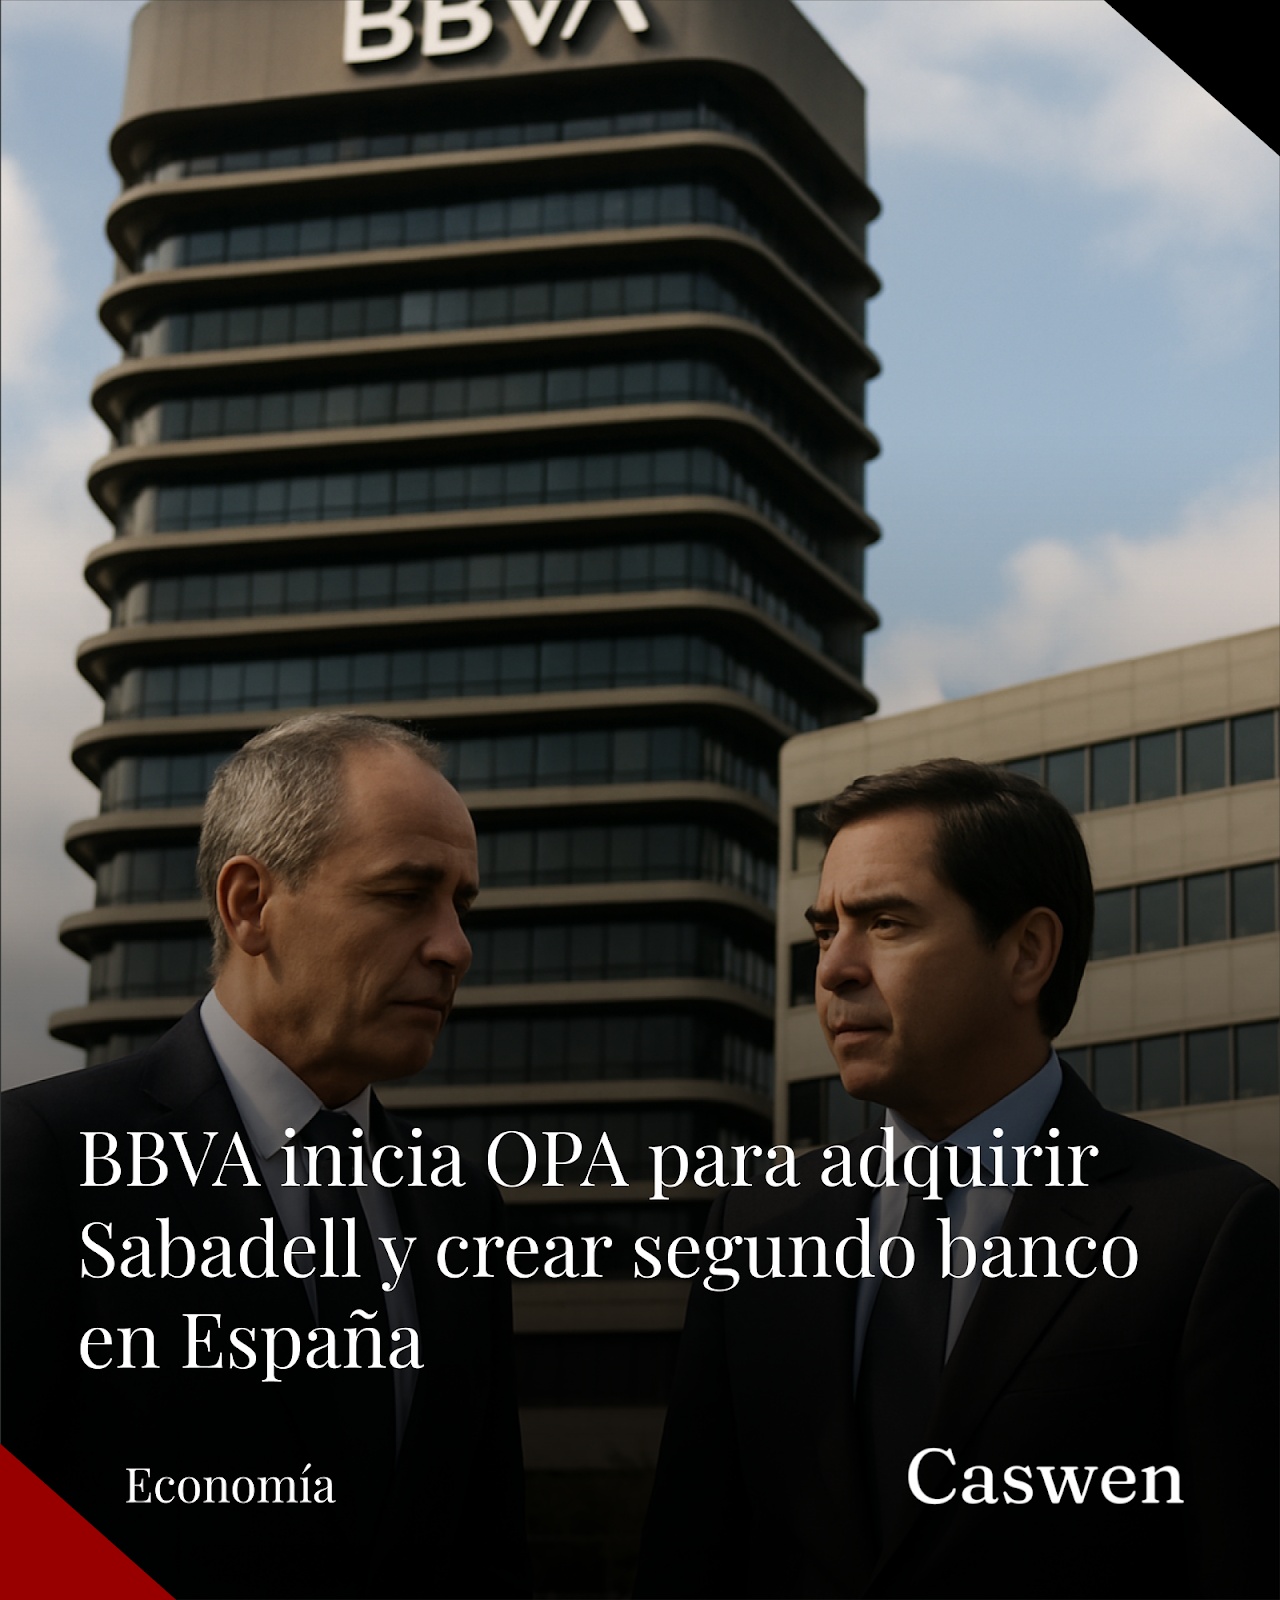 BBVA
BBVA inicia OPA para adquirir
Sabadell y crear segundo banco
en España
Economía
Caswen